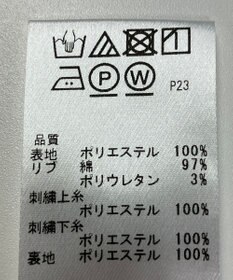 P W P23
品質
表地 ポリエステル 100%
リブ 綿 97%
ポリウレタン 3%
刺繍上糸
ポリエステル 100%
刺繍下糸
ポリエステル 100%
裏地 ポリエステル 100%